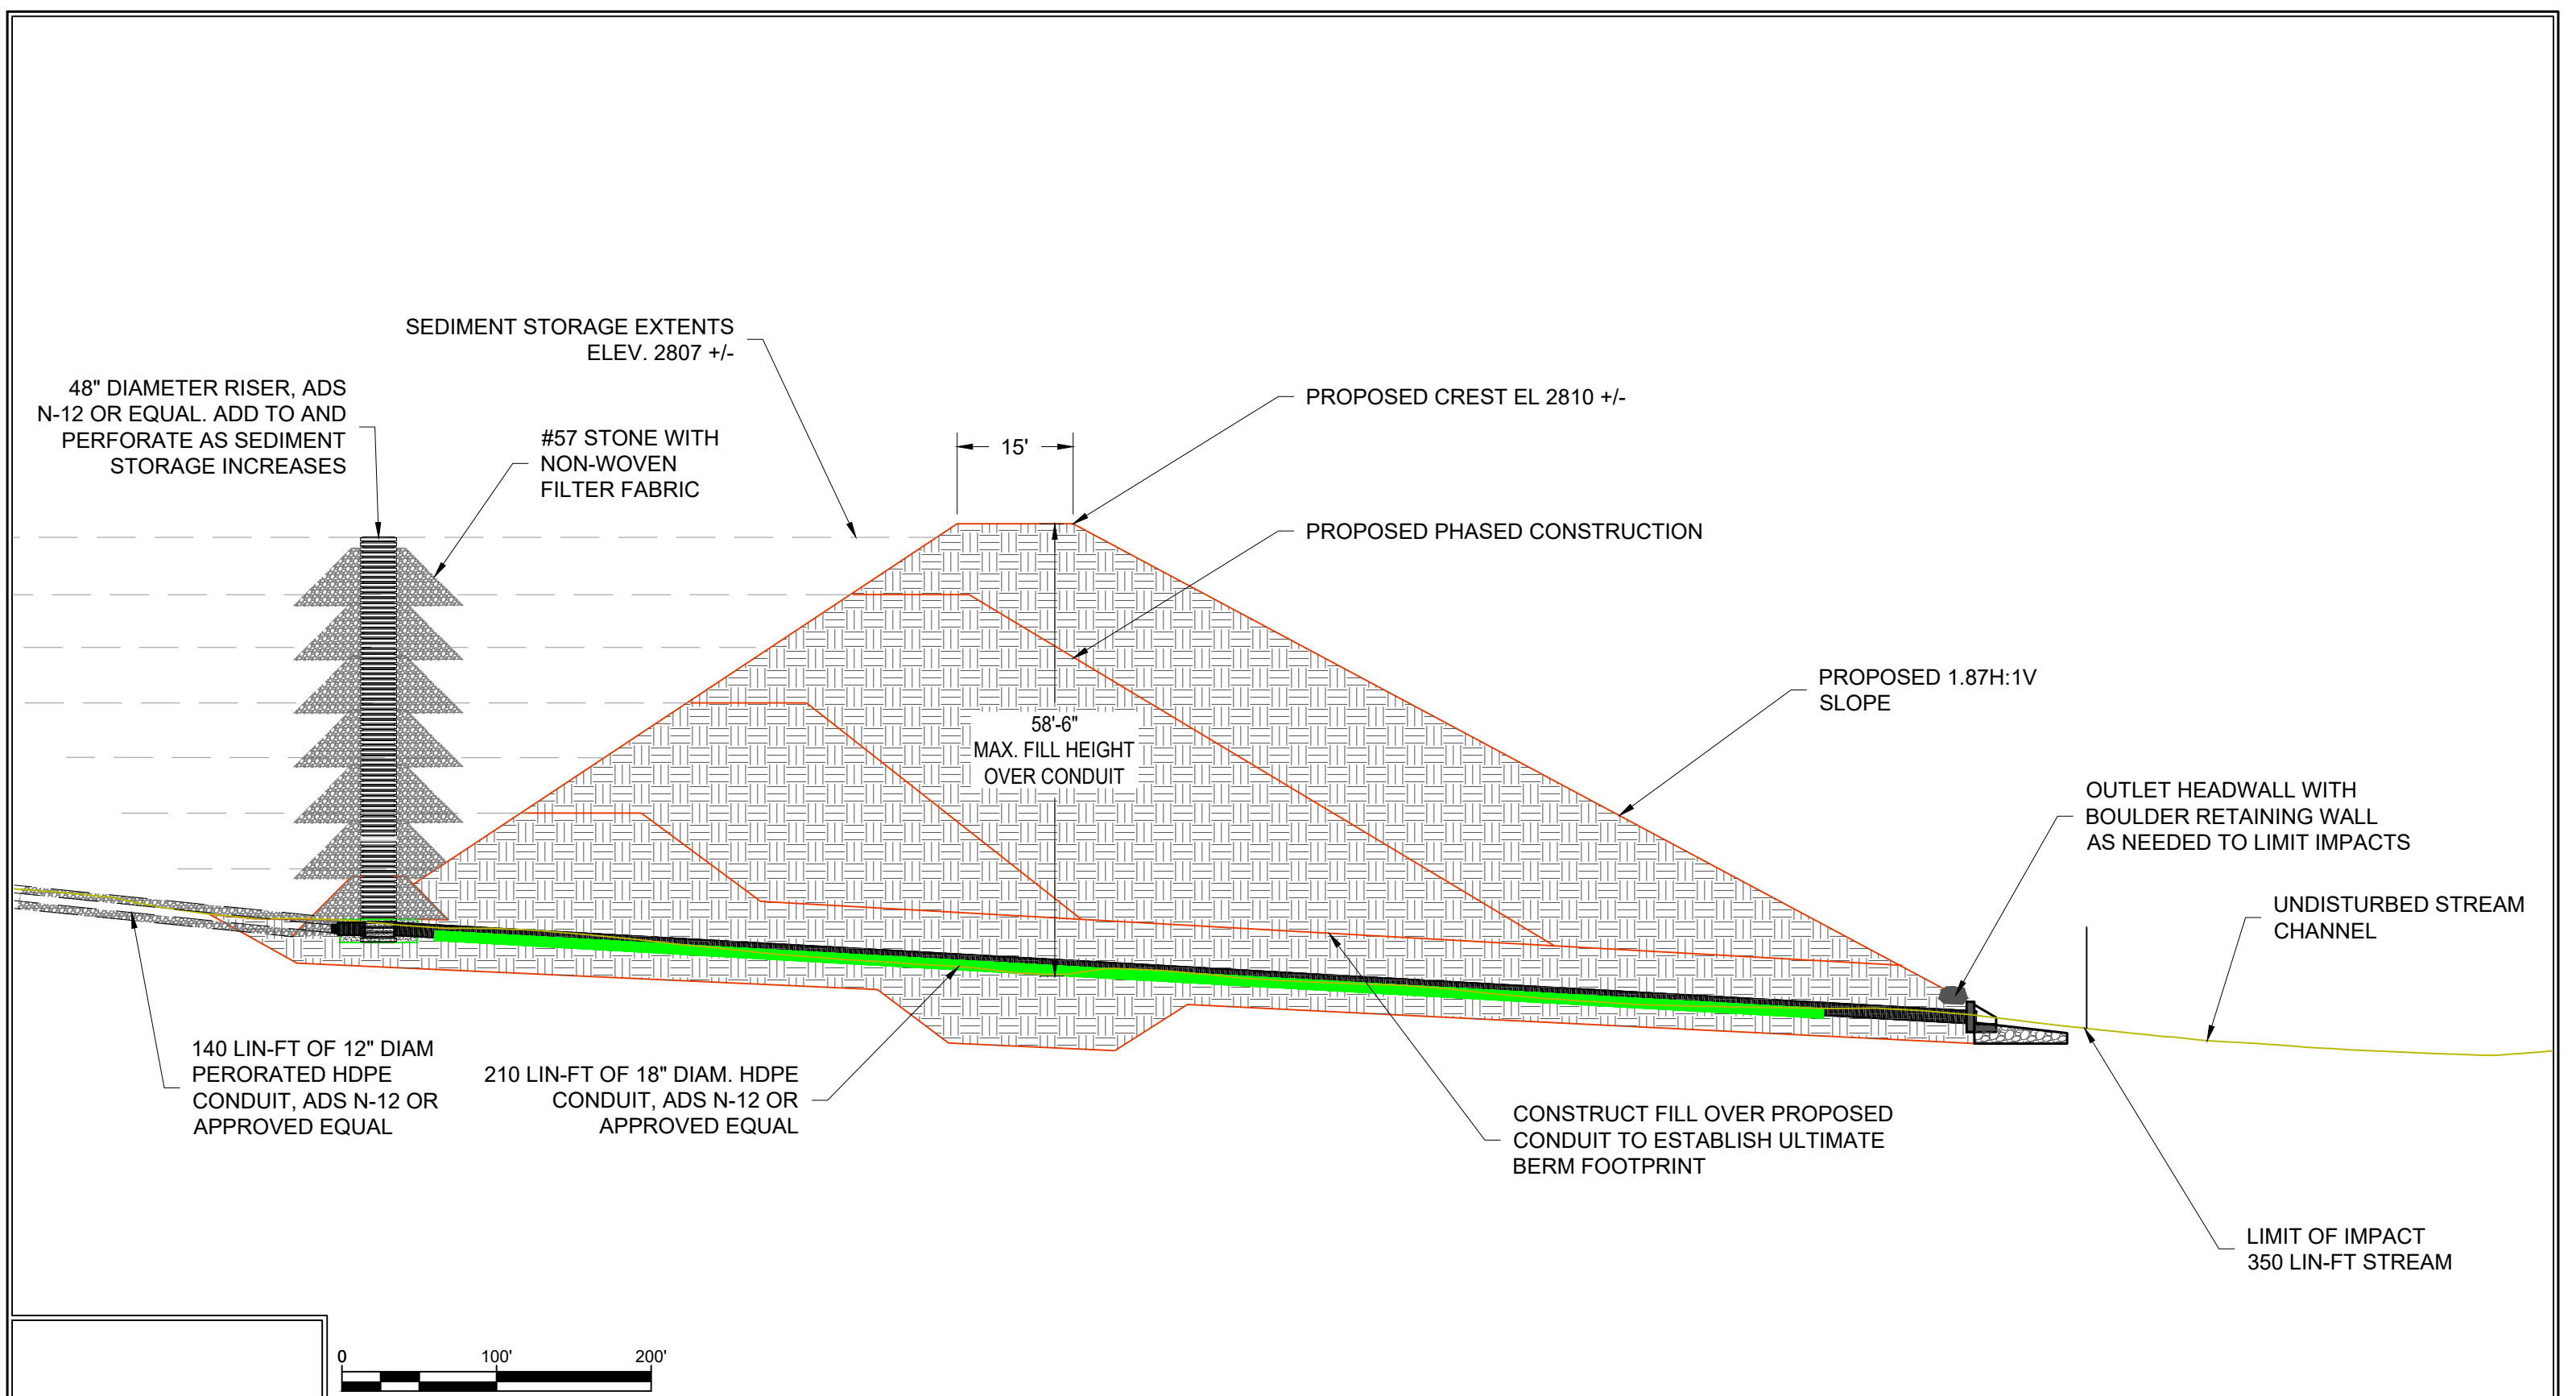 SEDIMENT STORAGE EXTENTS
ELEV. 2807 +/-
48" DIAMETER RISER, ADS
N-12 OR EQUAL. ADD TO AND
PERFORATE AS SEDIMENT
STORAGE INCREASES
#57 STONE WITH
NON-WOVEN
FILTER FABRIC
15'
PROPOSED CREST EL 2810 +/-
PROPOSED PHASED CONSTRUCTION
PROPOSED 1.87H:1V
SLOPE
58'-6"
MAX. FILL HEIGHT
OVER CONDUIT
OUTLET HEADWALL WITH
BOULDER RETAINING WALL
AS NEEDED TO LIMIT IMPACTS
UNDISTURBED STREAM
CHANNEL
140 LIN-FT OF 12" DIAM
PERORATED HDPE
CONDUIT, ADS N-12 OR
APPROVED EQUAL
210 LIN-FT OF 18" DIAM. HDPE
CONDUIT, ADS N-12 OR
APPROVED EQUAL
CONSTRUCT FILL OVER PROPOSED
CONDUIT TO ESTABLISH ULTIMATE
BERM FOOTPRINT
LIMIT OF IMPACT
350 LIN-FT STREAM
0 100' 200'